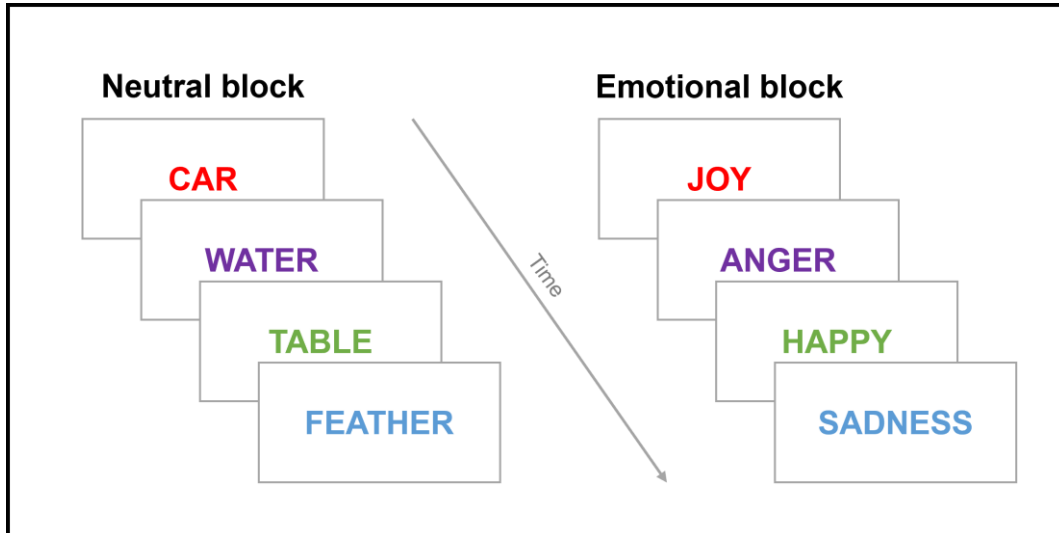 Neutral block
CAR
WATER
TABLE
FEATHER
Time
Emotional block
JOY
ANGER
HAPPY
SADNESS